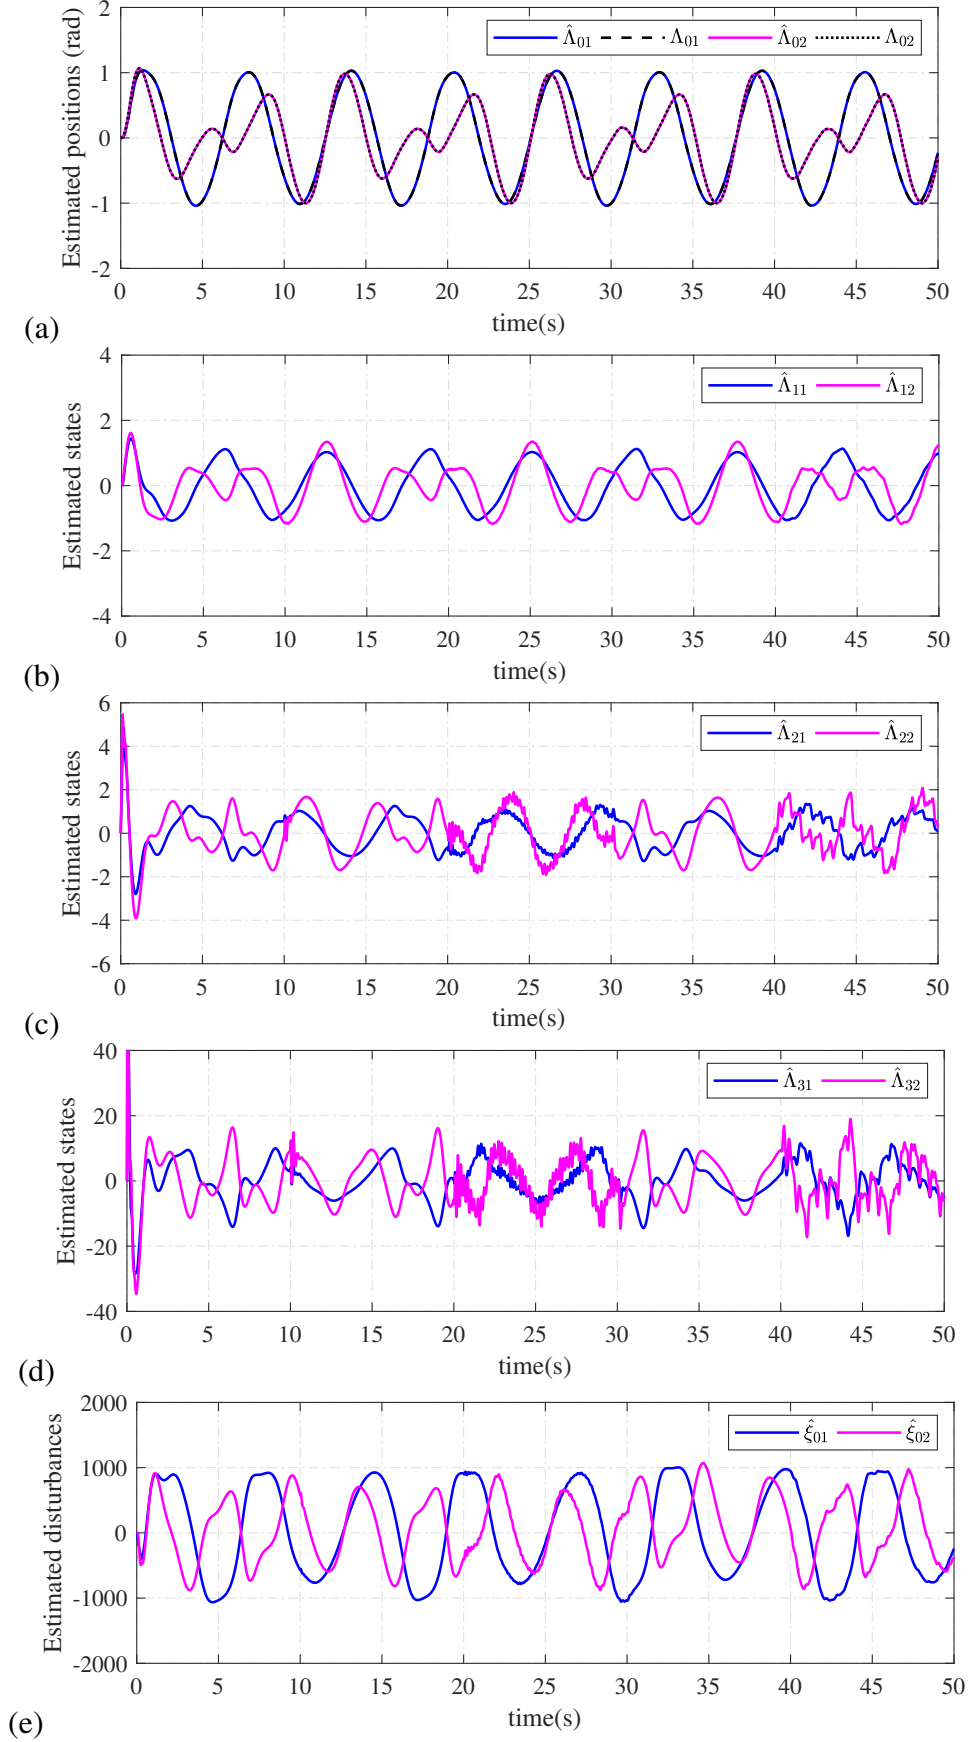 2
1
0
-1
-2
Estimated positions (rad)
Λ̂₀₁ Λ₀₁ Λ̂₀₂ Λ₀₂
0 5 10 15 20 25 30 35 40 45 50
time(s)
(a)
4
2
0
-2
-4
Estimated states
Λ̂₁₁ Λ̂₁₂
0 5 10 15 20 25 30 35 40 45 50
time(s)
(b)
6
4
2
0
-2
-4
-6
Estimated states
Λ̂₂₁ Λ̂₂₂
0 5 10 15 20 25 30 35 40 45 50
time(s)
(c)
40
20
0
-20
-40
Estimated states
Λ̂₃₁ Λ̂₃₂
0 5 10 15 20 25 30 35 40 45 50
time(s)
(d)
2000
1000
0
-1000
-2000
Estimated disturbances
ξ̂₀₁ ξ̂₀₂
0 5 10 15 20 25 30 35 40 45 50
time(s)
(e)